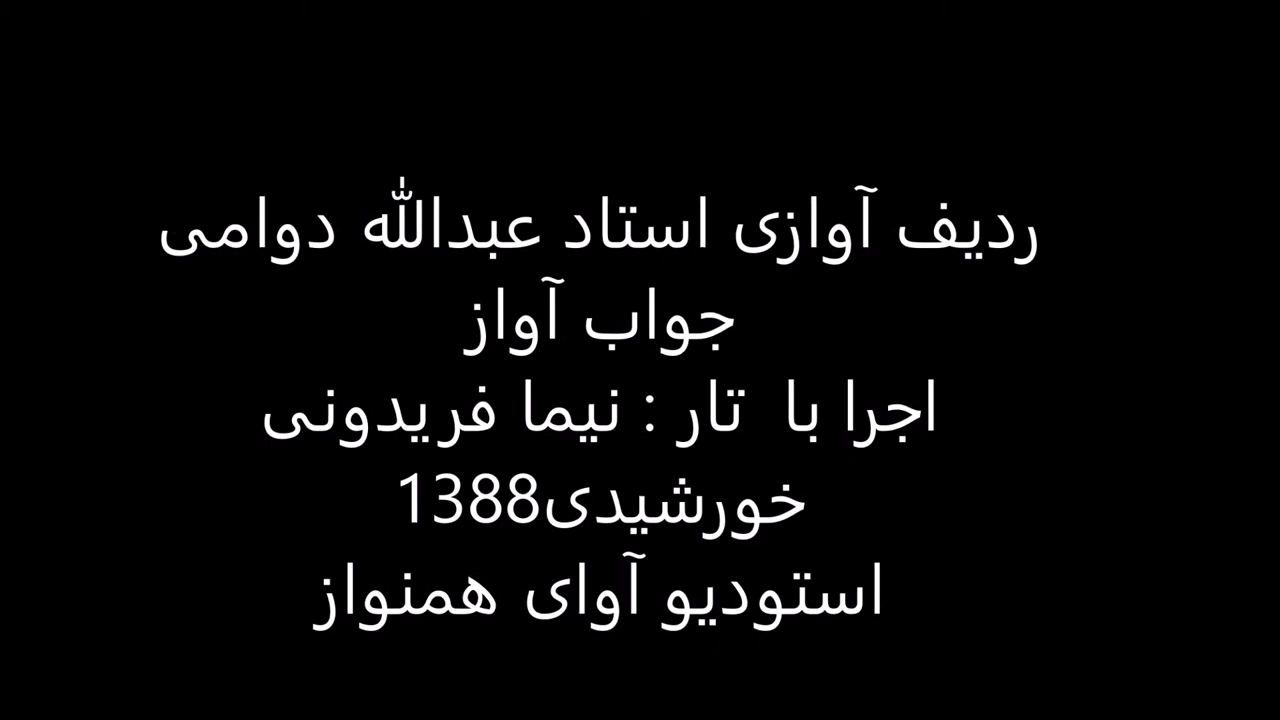 ردیف آوازی استاد عبدالله دوامی
جواب آواز
اجرا با  تار : نیما فریدونی
خورشیدی1388
استودیو آوای همنواز